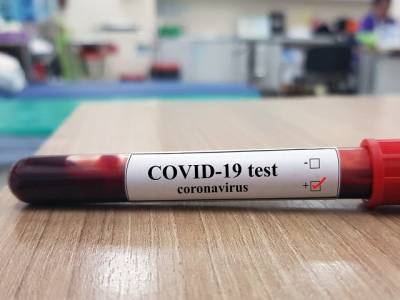 COVID-19 test
coronavirus
- ☐
+ ☑